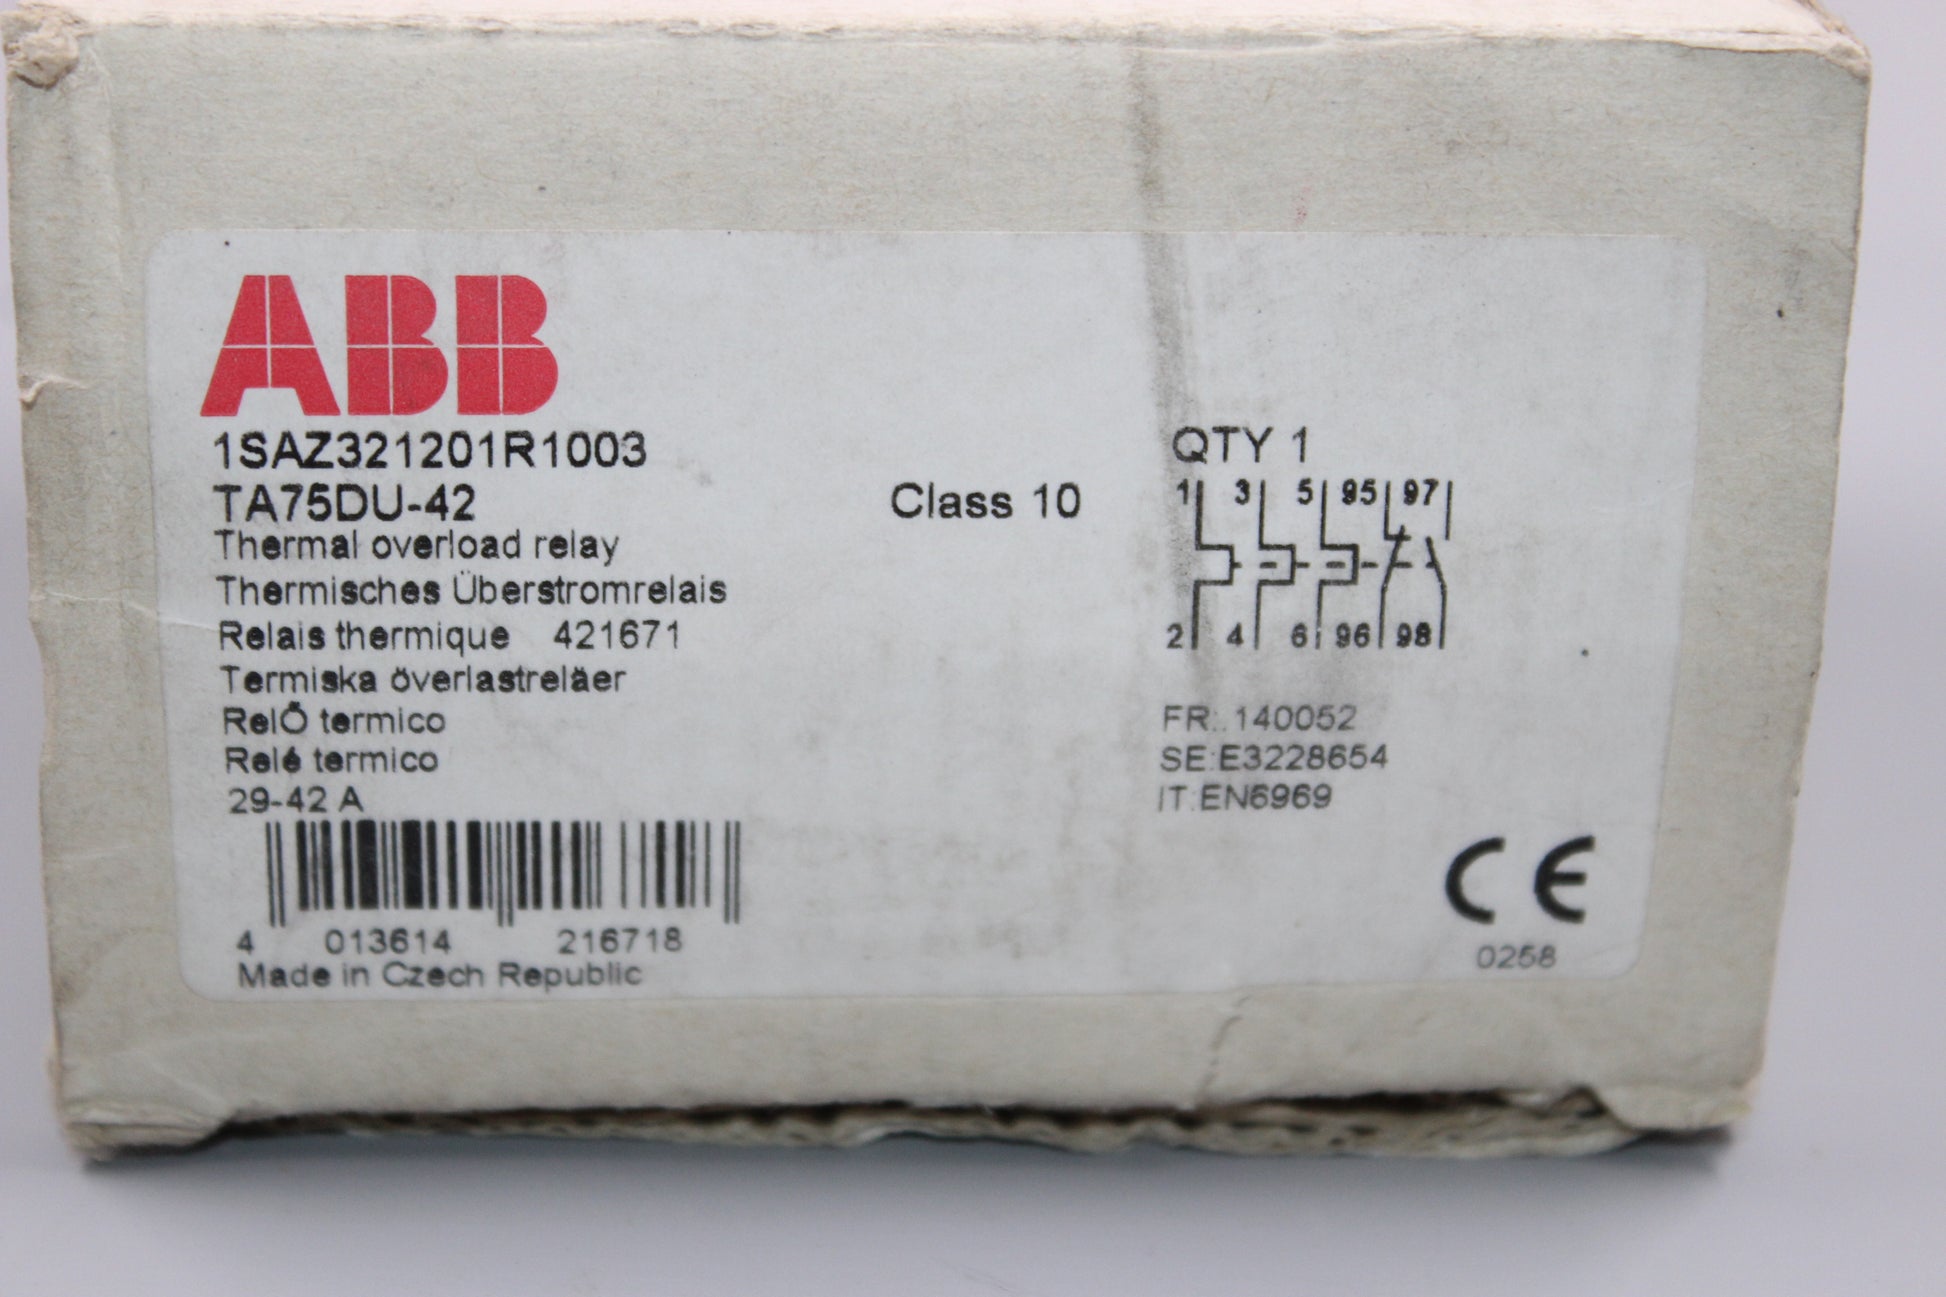 ABB
1SAZ321201R1003
TA75DU-42
Thermal overload relay
Thermisches Überstromrelais
Relais thermique 421671
Termiska överlastreläer
RelÕ termico
Relé termico
29-42 A
4 013614 216718
Made in Czech Republic
Class 10
QTY 1
1 3 5 95 97
2 4 6 96 98
FR:.140052
SE:E3228654
IT:EN6969
CE
0258